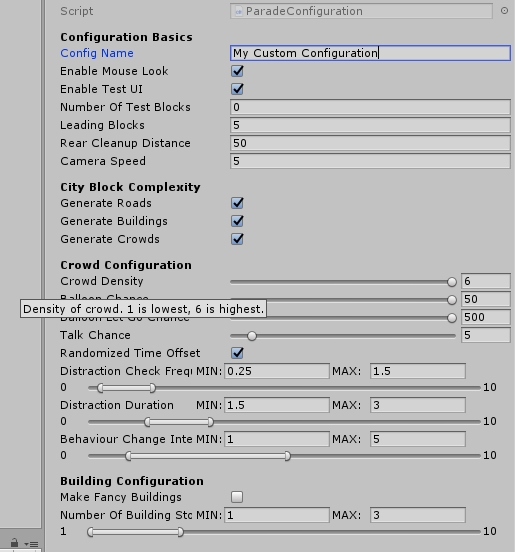 Script ParadeConfiguration
Configuration Basics
Config Name My Custom Configuration
Enable Mouse Look
Enable Test UI
Number Of Test Blocks 0
Leading Blocks 5
Rear Cleanup Distance 50
Camera Speed 5
City Block Complexity
Generate Roads
Generate Buildings
Generate Crowds
Crowd Configuration
Crowd Density 6
Balloon Chance 50
Density of crowd. 1 is lowest, 6 is highest.
Balloon Let Go Chance 500
Talk Chance 5
Randomized Time Offset
Distraction Check Frequ MIN: 0.25 MAX: 1.5
0 10
Distraction Duration MIN: 1.5 MAX: 3
0 10
Behaviour Change Inte MIN: 1 MAX: 5
0 10
Building Configuration
Make Fancy Buildings
Number Of Building Sto MIN: 1 MAX: 3
1 10